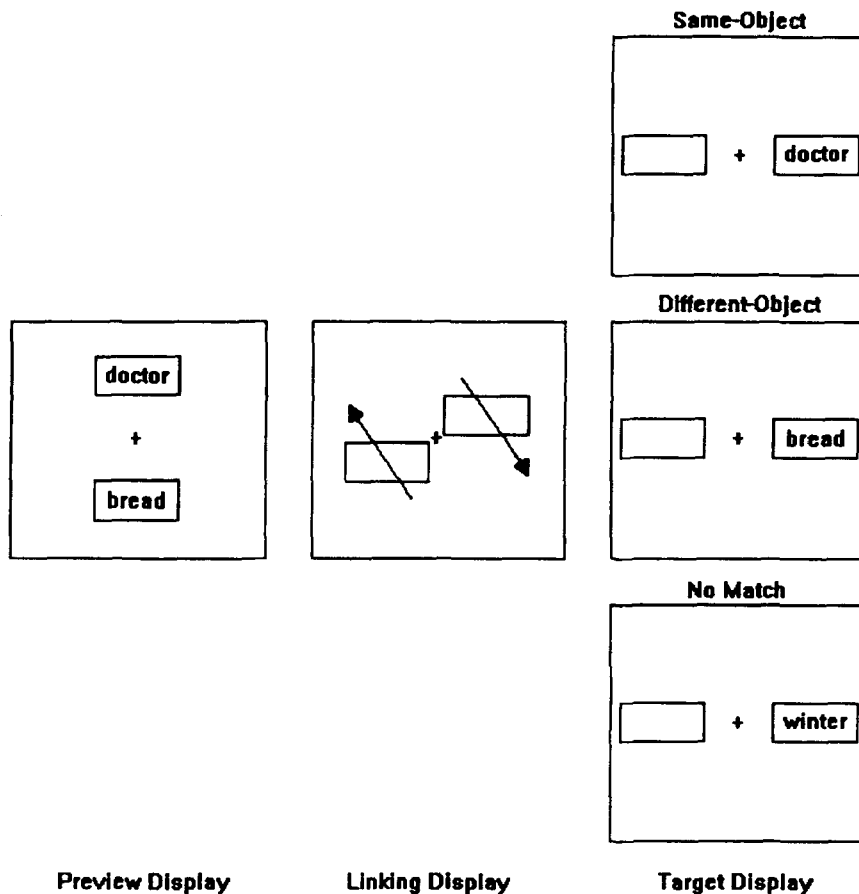 Same-Object
+ doctor
Different-Object
doctor
+
bread
+
+ bread
No Match
+ winter
Preview Display
Linking Display
Target Display